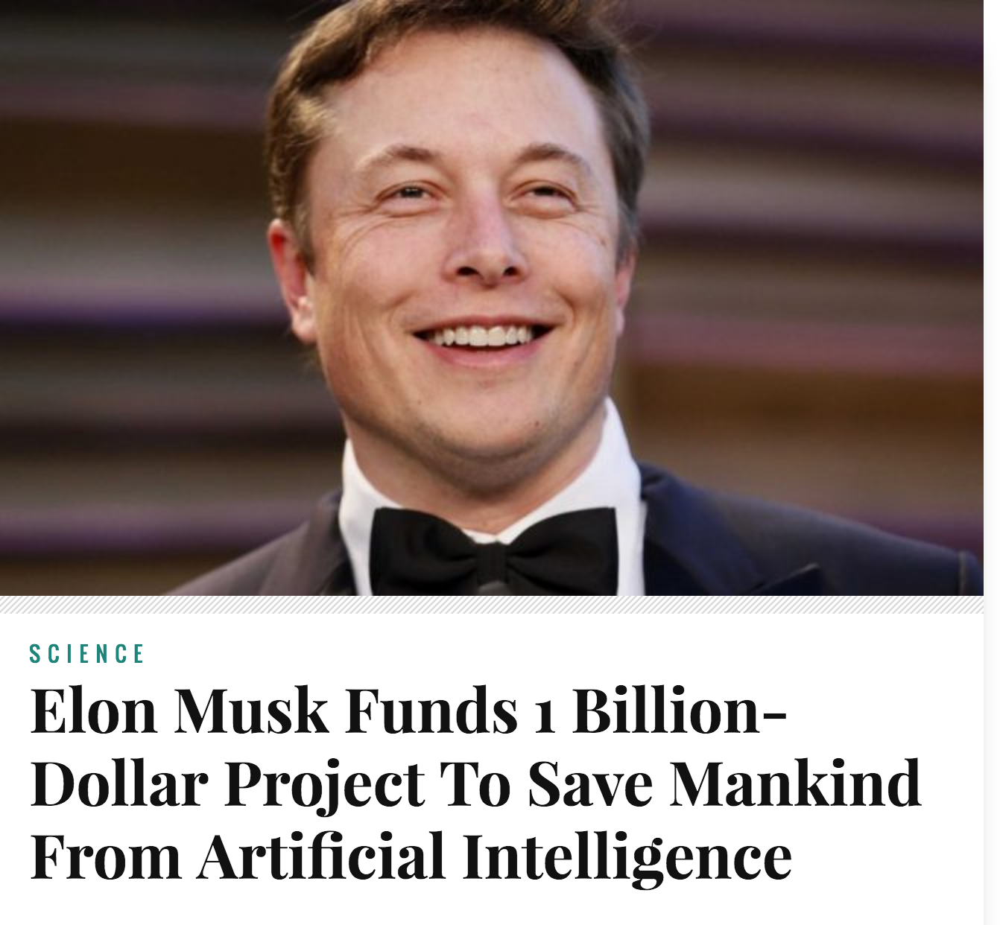 SCIENCE
Elon Musk Funds 1 Billion-
Dollar Project To Save Mankind
From Artificial Intelligence